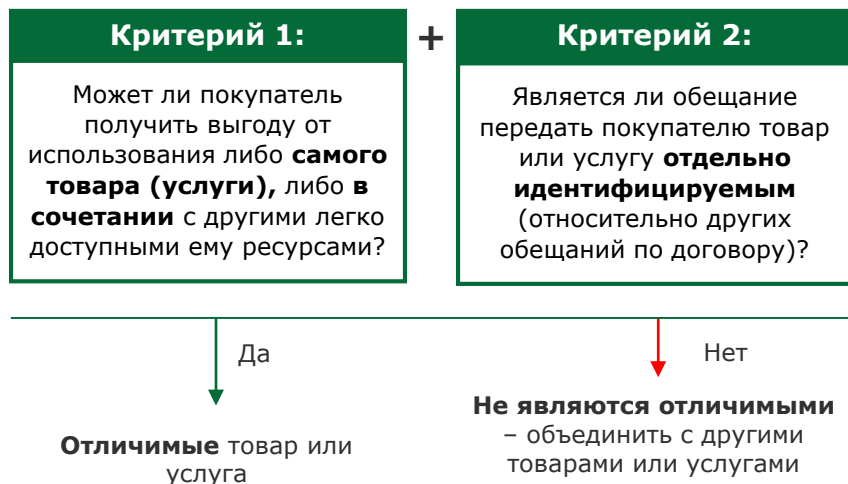 Критерий 1:
Может ли покупатель
получить выгоду от
использования либо самого
товара (услуги), либо в
сочетании с другими легко
доступными ему ресурсами?
+
Критерий 2:
Является ли обещание
передать покупателю товар
или услугу отдельно
идентифицируемым
(относительно других
обещаний по договору)?
Да
Отличимые товар или
услуга
Нет
Не являются отличимыми
– объединить с другими
товарами или услугами